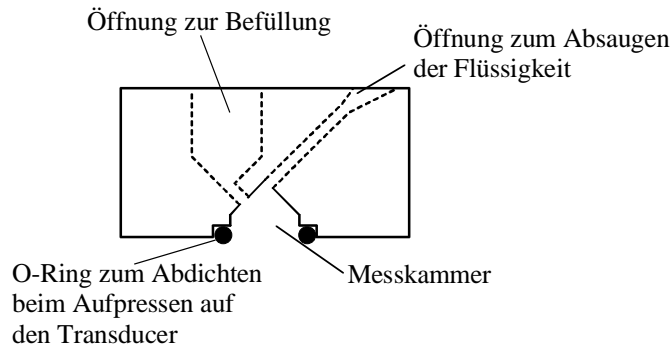 Öffnung zur Befüllung
Öffnung zum Absaugen
der Flüssigkeit
O-Ring zum Abdichten
beim Aufpressen auf
den Transducer
Messkammer